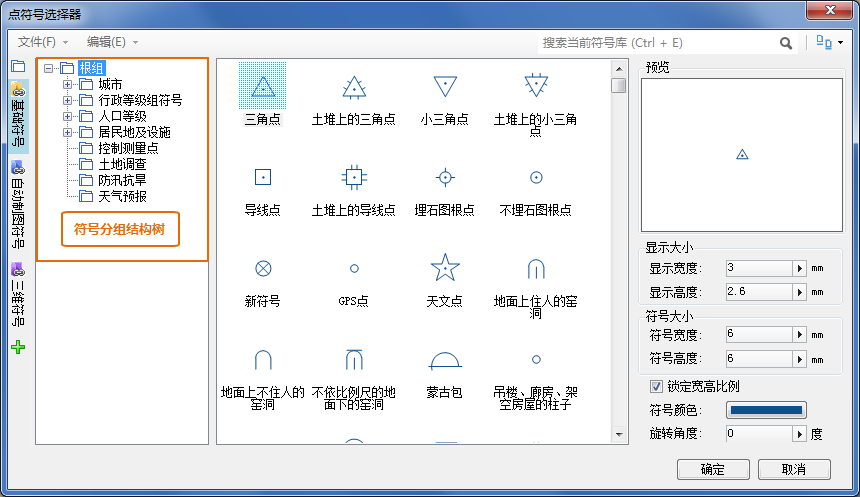 点符号选择器
文件(F)
编辑(E)
搜索当前符号库 (Ctrl + E)
基础符号
自动制图符号
三维符号
根组
城市
行政等级组符号
人口等级
居民地及设施
控制测量点
土地调查
防汛抗旱
天气预报
符号分组结构树
三角点
土堆上的三角点
小三角点
土堆上的小三角
点
导线点
土堆上的导线点
埋石图根点
不埋石图根点
新符号
GPS点
天文点
地面上住人的窑
洞
地面上不住人的
窑洞
不依比例尺的地
面下的窑洞
蒙古包
吊楼、廊房、架
空房屋的柱子
预览
显示大小
显示宽度:
3
mm
显示高度:
2.6
mm
符号大小
符号宽度:
6
mm
符号高度:
6
mm
锁定宽高比例
符号颜色:
旋转角度:
0
度
确定
取消